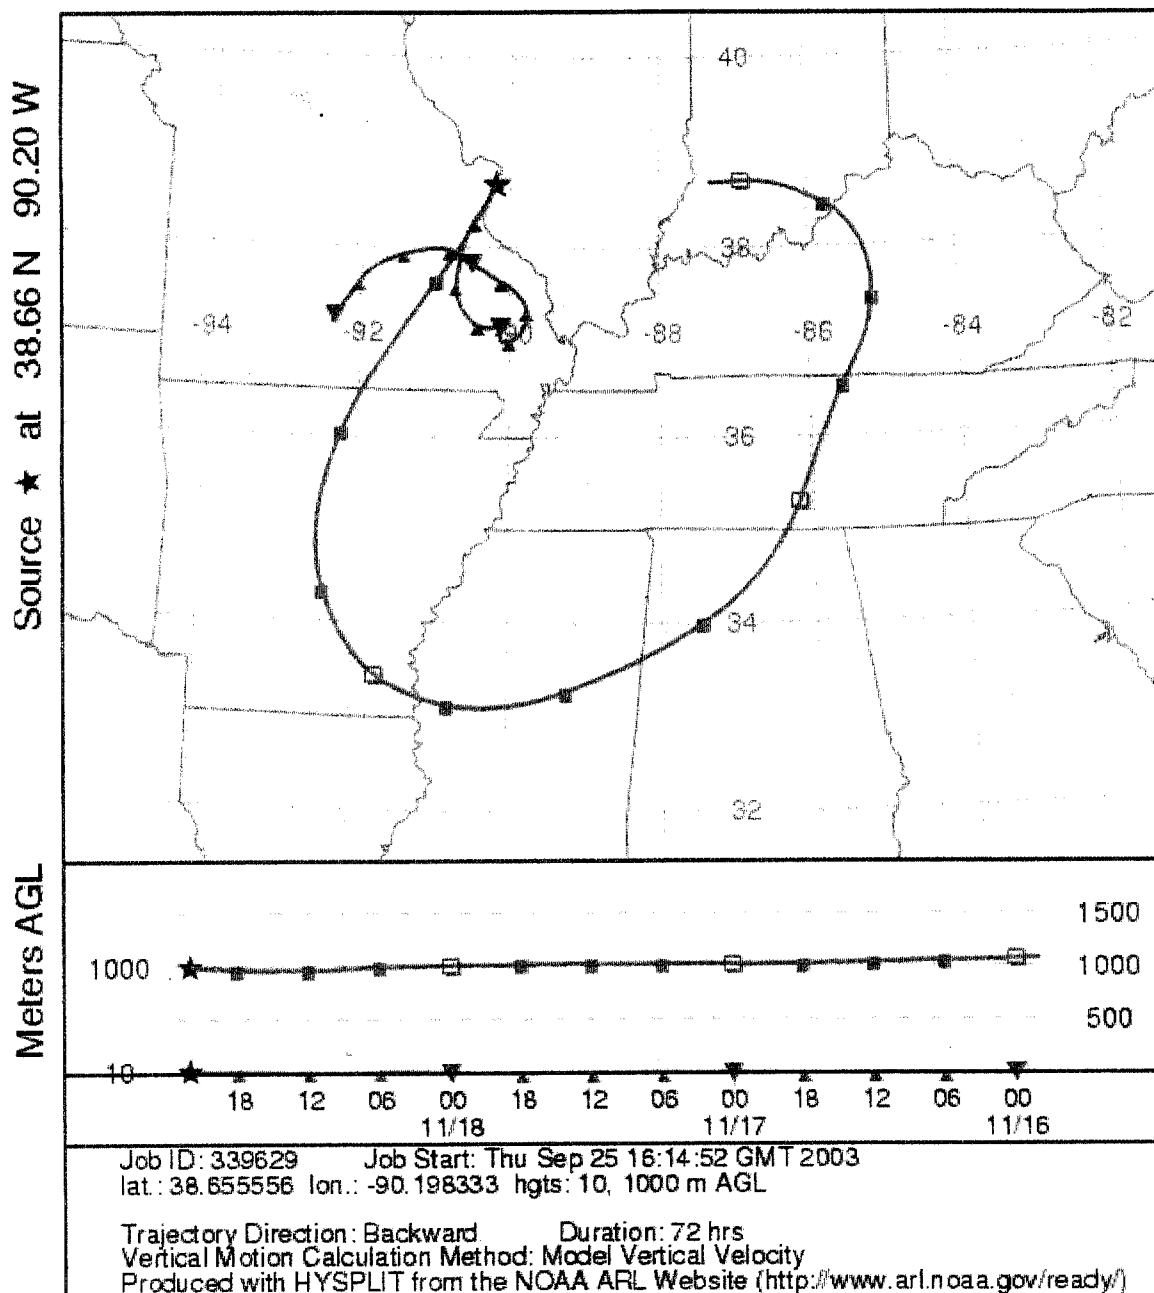 Source ★ at 38.66 N 90.20 W
40
38
-94
-92
-90
-88
-86
-84
-82
36
34
32
Meters AGL
1500
1000
1000
500
10
18 12 06 00 18 12 06 00 18 12 06 00
11/18 11/17 11/16
Job ID: 339629 Job Start: Thu Sep 25 16:14:52 GMT 2003
lat.: 38.655556 lon.: -90.198333 hgts: 10, 1000 m AGL
Trajectory Direction: Backward Duration: 72 hrs
Vertical Motion Calculation Method: Model Vertical Velocity
Produced with HYSPLIT from the NOAA ARL Website (http://www.arl.noaa.gov/ready/)